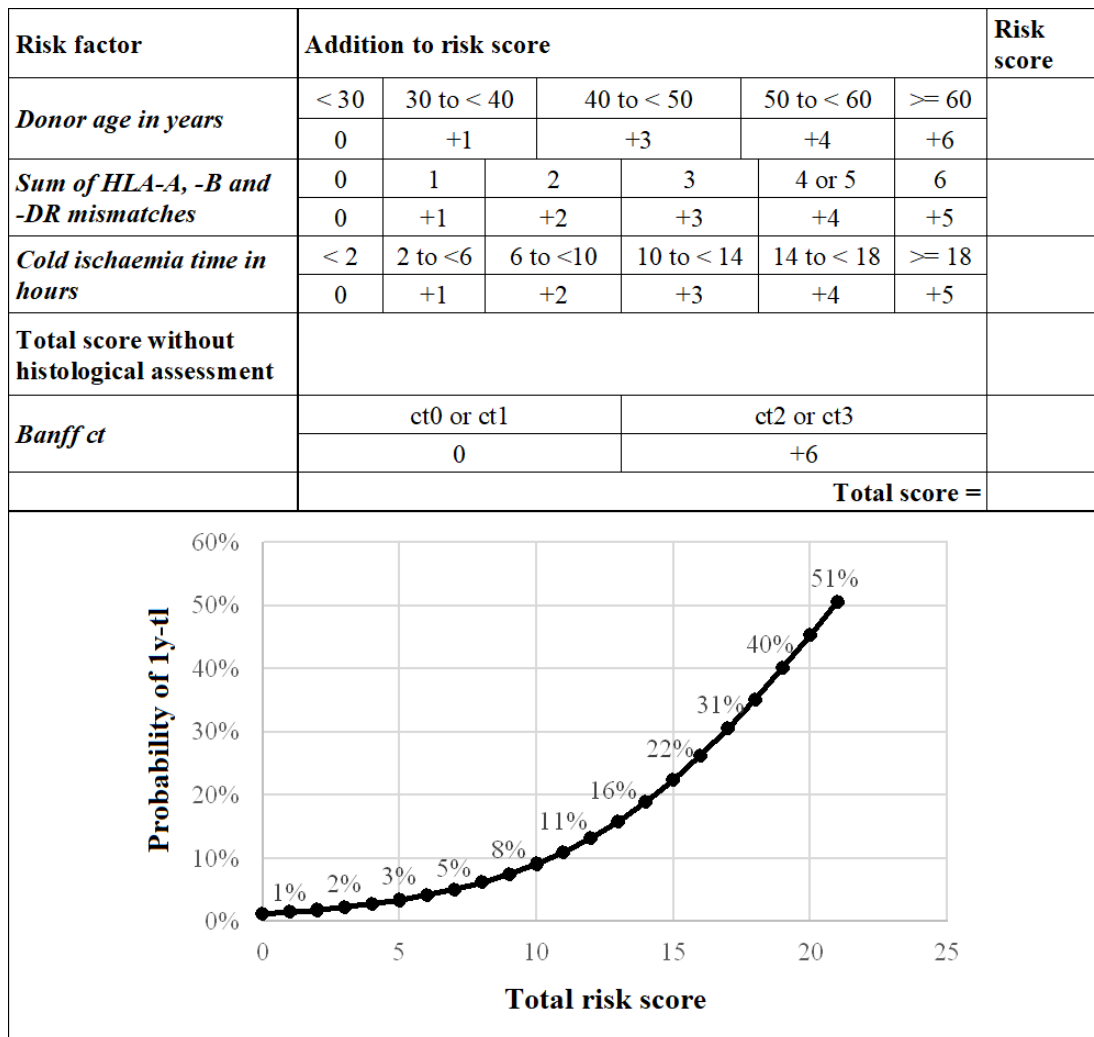 Risk factor Addition to risk score Risk score
Donor age in years
< 30 30 to < 40 40 to < 50 50 to < 60 >= 60
0 +1 +3 +4 +6
Sum of HLA-A, -B and
-DR mismatches
0 1 2 3 4 or 5 6
0 +1 +2 +3 +4 +5
Cold ischaemia time in
hours
< 2 2 to <6 6 to <10 10 to < 14 14 to < 18 >= 18
0 +1 +2 +3 +4 +5
Total score without
histological assessment
Banff ct
ct0 or ct1 ct2 or ct3
0 +6
Total score =
Probability of 1y-tl
60%
50%
40%
30%
20%
10%
0%
1% 2% 3% 5% 8% 11% 16% 22% 31% 40% 51%
0 5 10 15 20 25
Total risk score